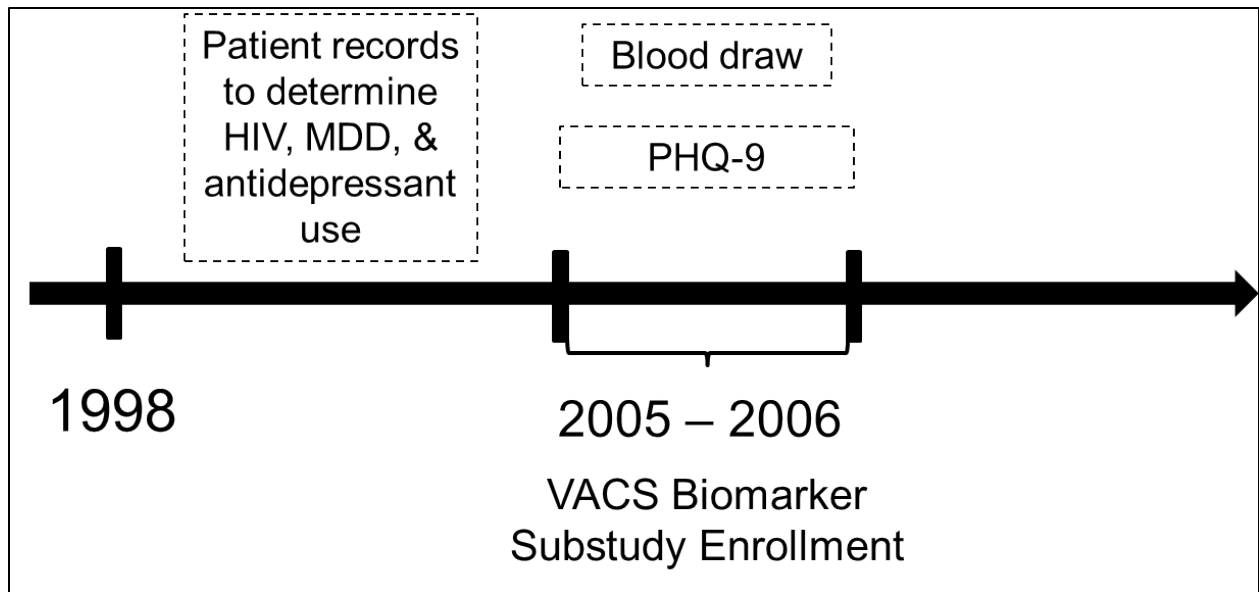 Patient records
to determine
HIV, MDD, &
antidepressant
use
Blood draw
PHQ-9
1998
2005 – 2006
VACS Biomarker
Substudy Enrollment